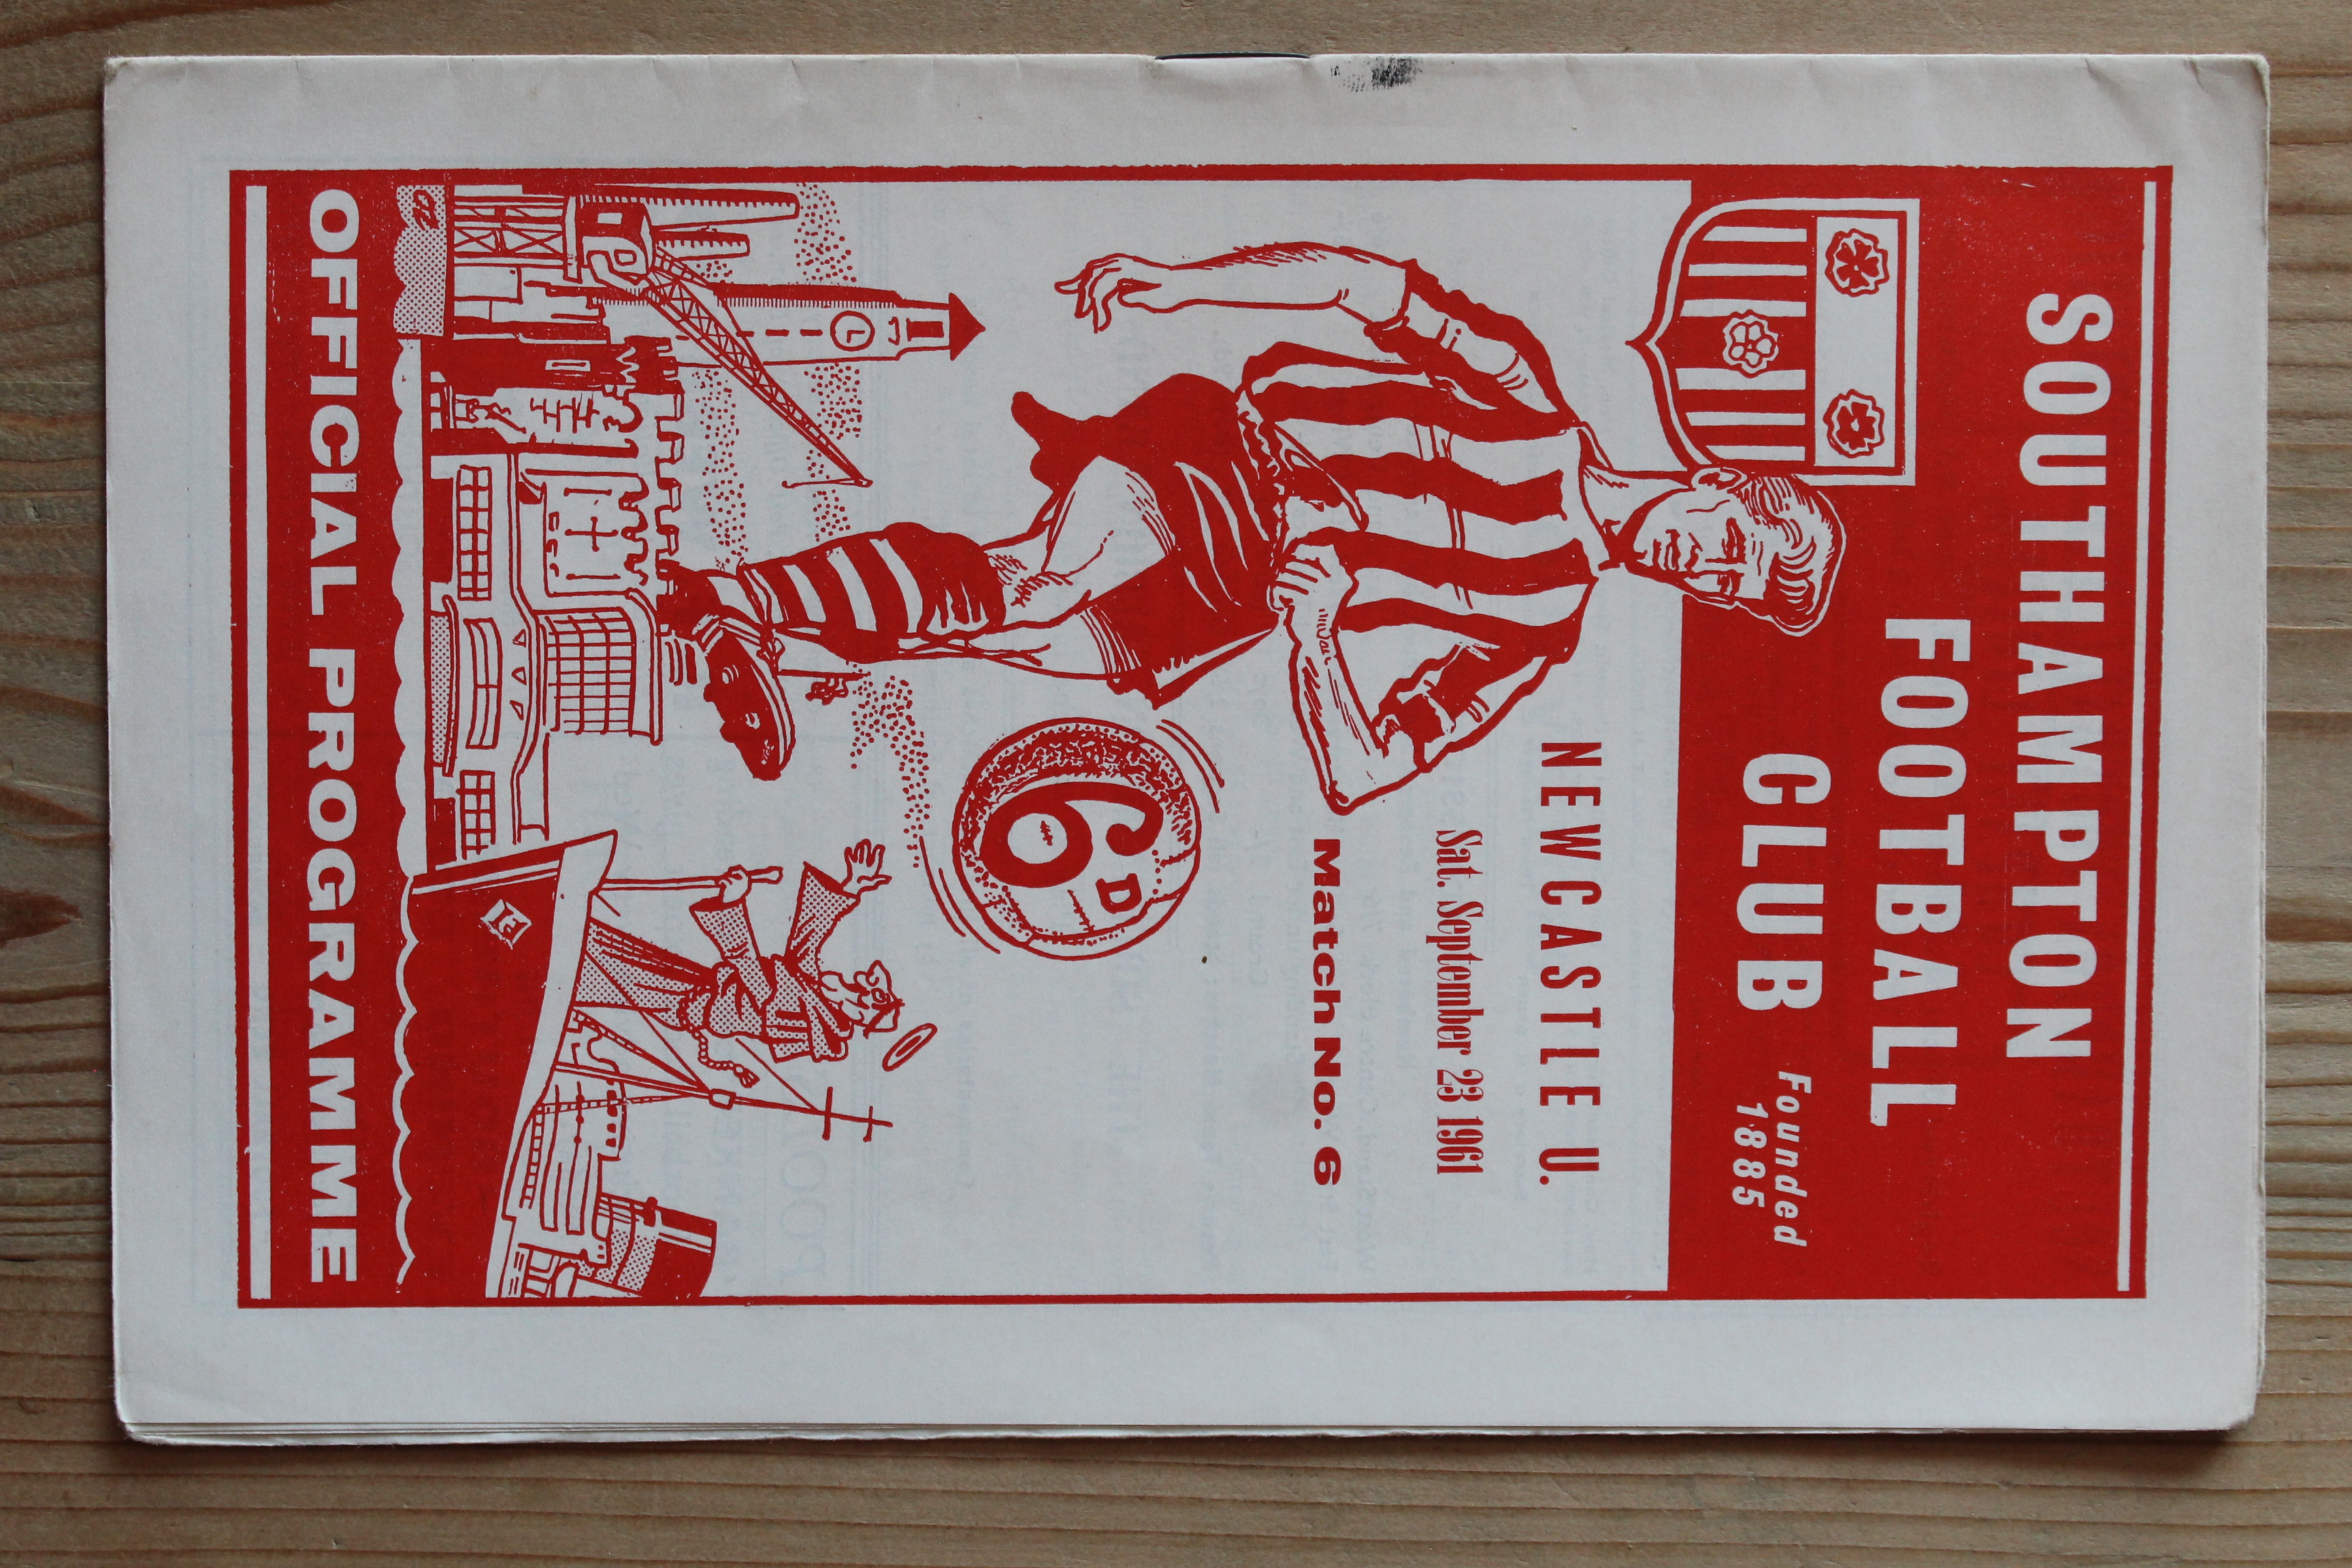 SOUTHAMPTON
FOOTBALL
CLUB
Founded
1885
NEWCASTLE U.
Sat. September 23 1961
Match No. 6
6D
OFFICIAL PROGRAMME